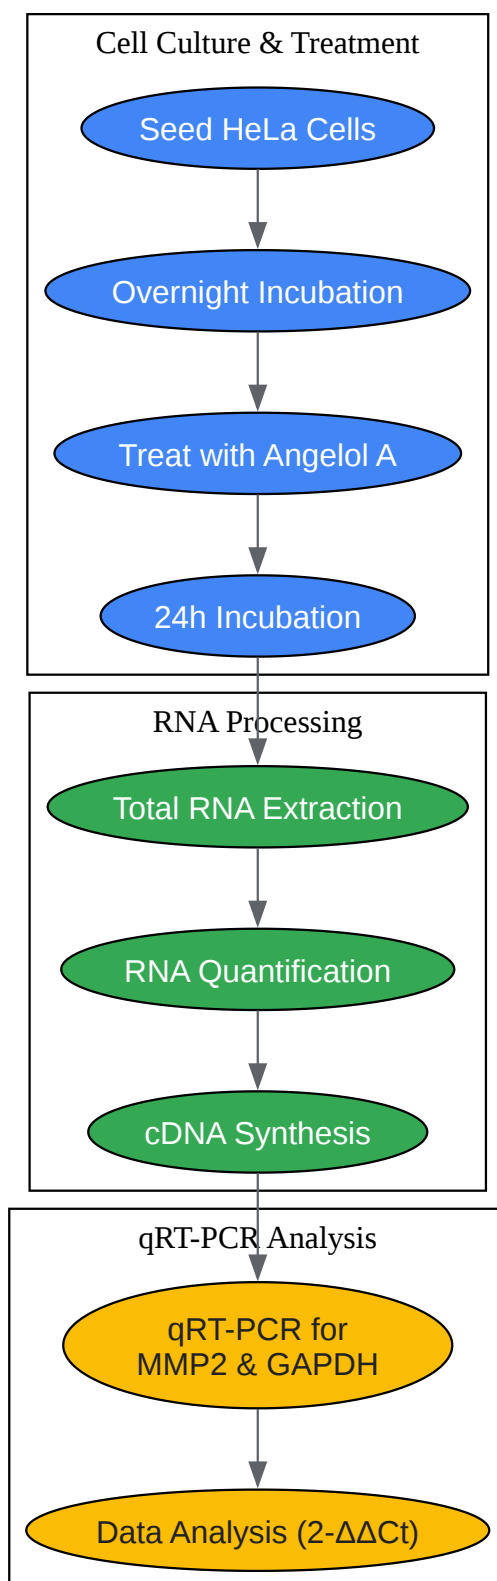 Cell Culture & Treatment
Seed HeLa Cells
Overnight Incubation
Treat with Angelol A
24h Incubation
RNA Processing
Total RNA Extraction
RNA Quantification
cDNA Synthesis
qRT-PCR Analysis
qRT-PCR for
MMP2 & GAPDH
Data Analysis (2-ΔΔCt)